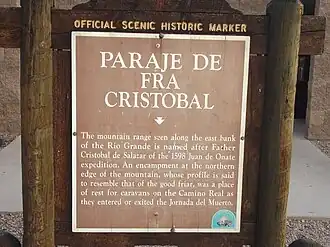 OFFICIAL SCENIC HISTORIC MARKER
PARAJE DE
FRA
CRISTOBAL
The mountain range seen along the east bank
of the Rio Grande is named after Father
Cristobal de Salazar of the 1598 Juan de Onate
expedition. An encampment at the northern
edge of the mountain, whose profile is said
to resemble that of the good friar, was a place
of rest for caravans on the Camino Real as
they entered or exited the Jornada del Muerto.